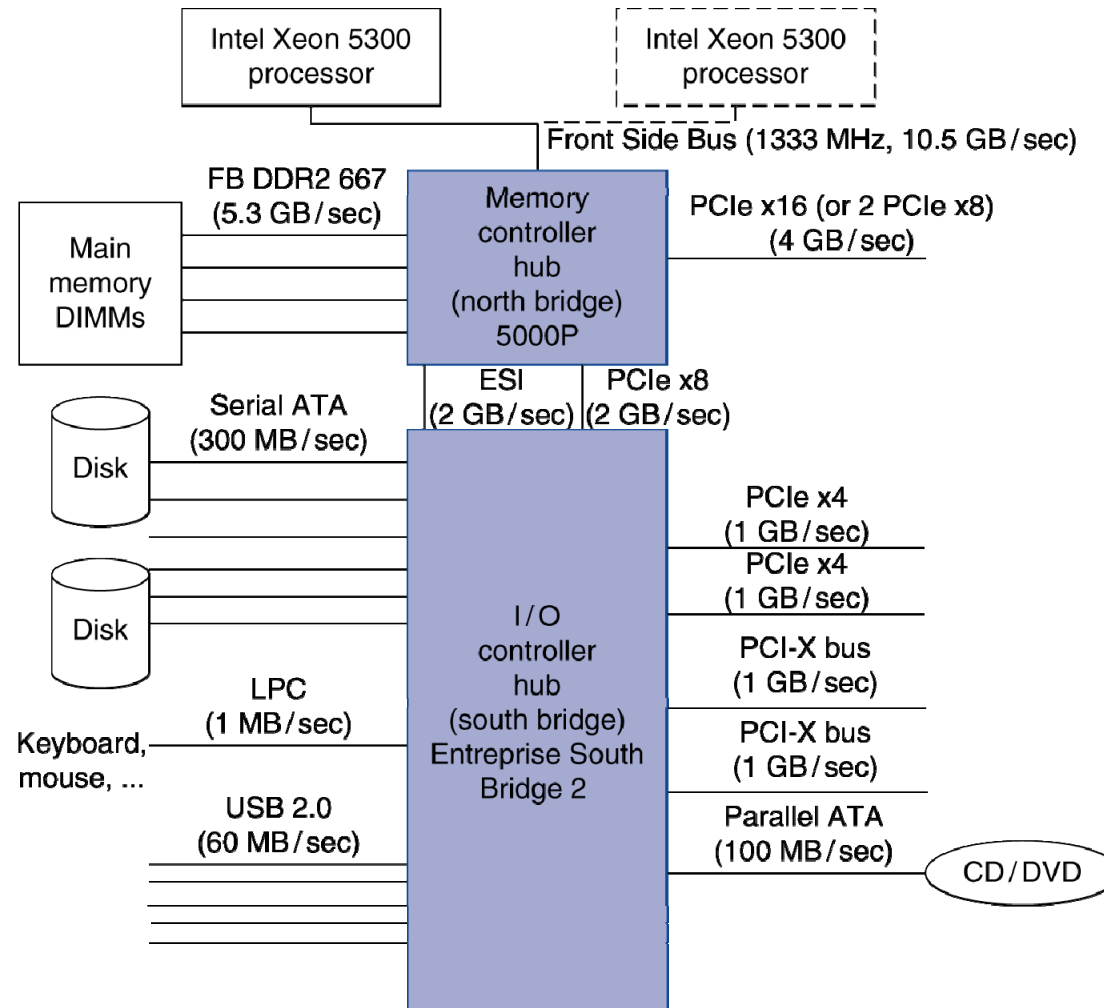 Intel Xeon 5300
processor
Intel Xeon 5300
processor
Front Side Bus (1333 MHz, 10.5 GB/sec)
FB DDR2 667
(5.3 GB/sec)
Main
memory
DIMMs
Memory
controller
hub
(north bridge)
5000P
PCIe x16 (or 2 PCIe x8)
(4 GB/sec)
ESI
(2 GB/sec)
PCIe x8
(2 GB/sec)
Serial ATA
(300 MB/sec)
Disk
Disk
LPC
(1 MB/sec)
Keyboard,
mouse, ...
USB 2.0
(60 MB/sec)
I/O
controller
hub
(south bridge)
Entreprise South
Bridge 2
PCIe x4
(1 GB/sec)
PCIe x4
(1 GB/sec)
PCI-X bus
(1 GB/sec)
PCI-X bus
(1 GB/sec)
Parallel ATA
(100 MB/sec)
CD/DVD